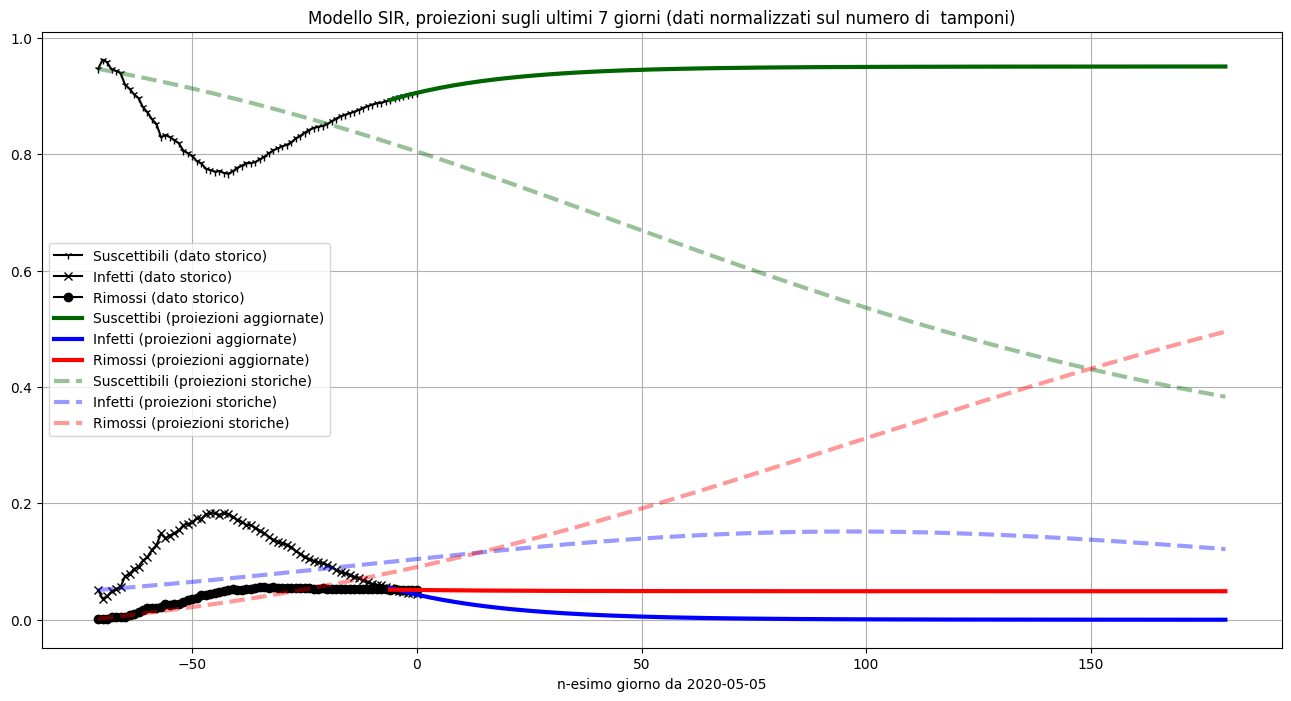 Modello SIR, proiezioni sugli ultimi 7 giorni (dati normalizzati sul numero di  tamponi)
1.0
0.8
0.6
0.4
0.2
0.0
Suscettibili (dato storico)
Infetti (dato storico)
Rimossi (dato storico)
Suscettibi (proiezioni aggiornate)
Infetti (proiezioni aggiornate)
Rimossi (proiezioni aggiornate)
Suscettibili (proiezioni storiche)
Infetti (proiezioni storiche)
Rimossi (proiezioni storiche)
−50 0 50 100 150
n-esimo giorno da 2020-05-05